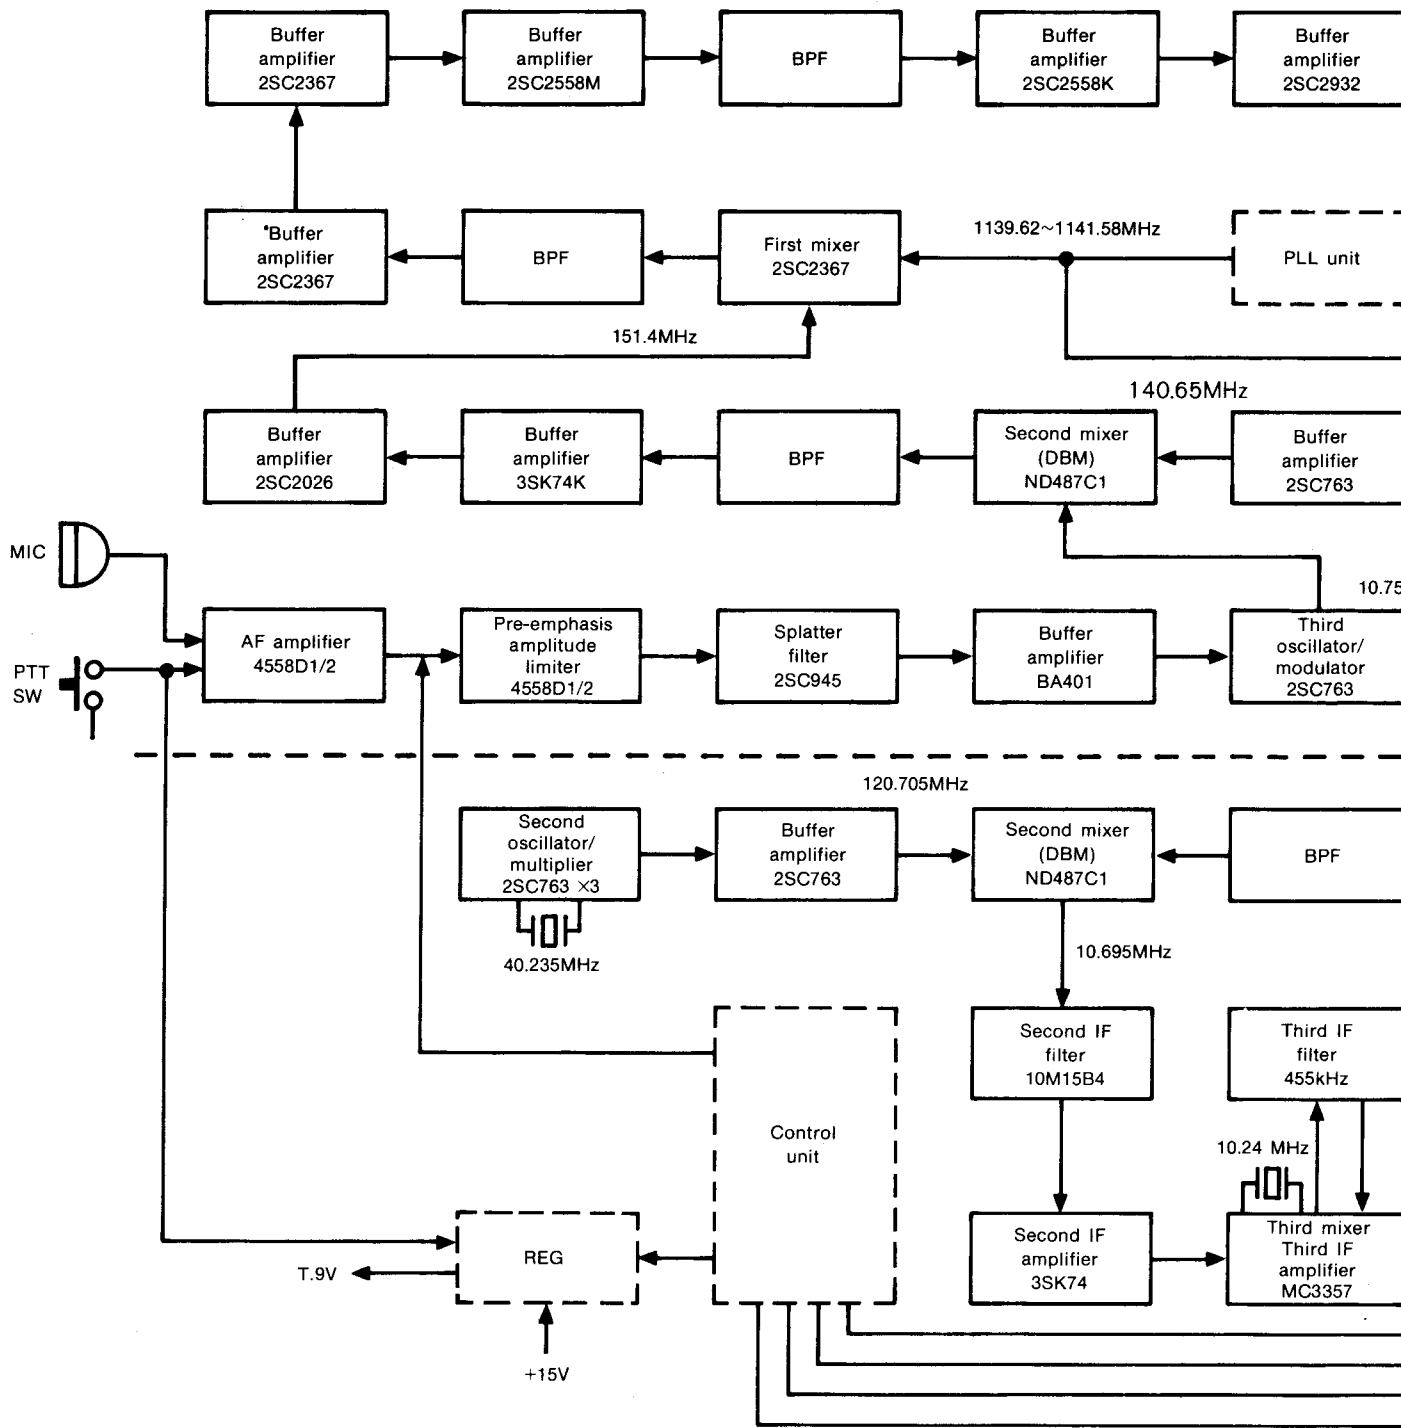 Buffer
amplifier
2SC2367
Buffer
amplifier
2SC2558M
BPF
Buffer
amplifier
2SC2558K
Buffer
amplifier
2SC2932
Buffer
amplifier
2SC2367
BPF
First mixer
2SC2367
1139.62~1141.58MHz
PLL unit
151.4MHz
140.65MHz
Buffer
amplifier
2SC2026
Buffer
amplifier
3SK74K
BPF
Second mixer
(DBM)
ND487C1
Buffer
amplifier
2SC763
MIC
10.75
PTT
SW
AF amplifier
4558D1/2
Pre-emphasis
amplitude
limiter
4558D1/2
Splatter
filter
2SC945
Buffer
amplifier
BA401
Third
oscillator/
modulator
2SC763
120.705MHz
Second
oscillator/
multiplier
2SC763 ×3
Buffer
amplifier
2SC763
Second mixer
(DBM)
ND487C1
BPF
40.235MHz
10.695MHz
Second IF
filter
10M15B4
Third IF
filter
455kHz
Control
unit
10.24 MHz
REG
T.9V
Second IF
amplifier
3SK74
Third mixer
Third IF
amplifier
MC3357
+15V